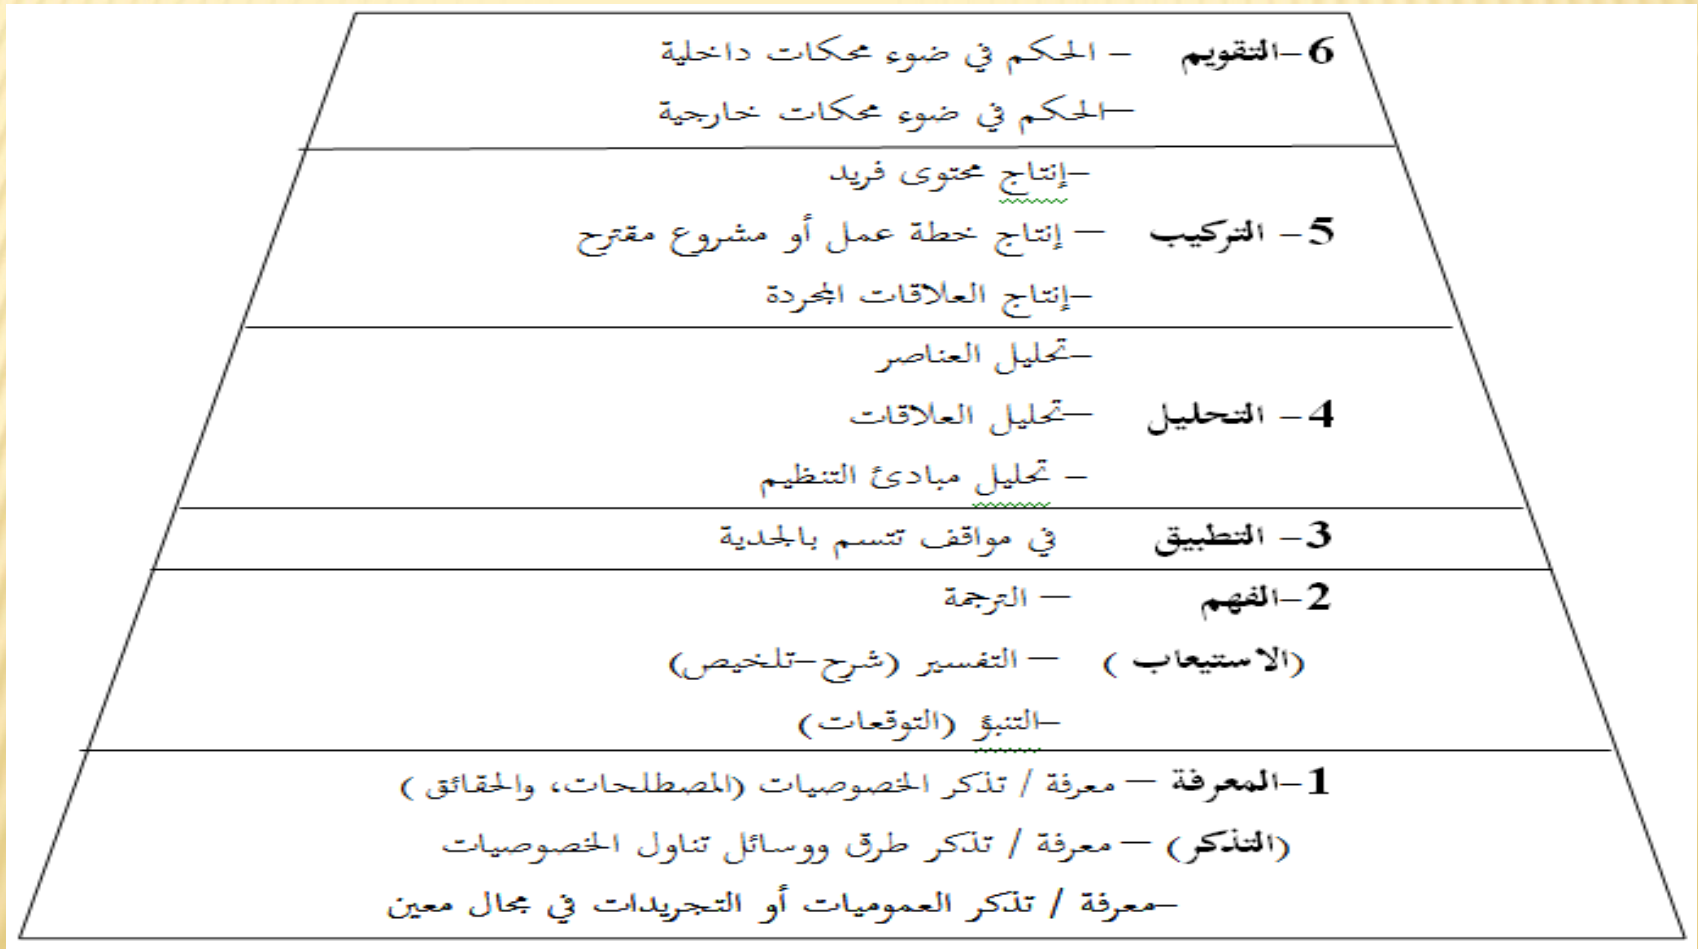 6–التقويم – الحكم في ضوء محكات داخلية
–الحكم في ضوء محكات خارجية
–إنتاج محتوى فريد
5– التركيب – إنتاج خطة عمل أو مشروع مقترح
–إنتاج العلاقات المجردة
–تحليل العناصر
4– التحليل –تحليل العلاقات
– تحليل مبادئ التنظيم
3– التطبيق في مواقف تتسم بالجدية
2–الفهم – الترجمة
(الاستيعاب ) – التفسير (شرح–تلخيص)
–التنبؤ (التوقعات)
1–المعرفة – معرفة / تذكر الخصوصيات (المصطلحات، والحقائق )
(التذكر) – معرفة / تذكر طرق ووسائل تناول الخصوصيات
–معرفة / تذكر العموميات أو التجريدات في مجال معين